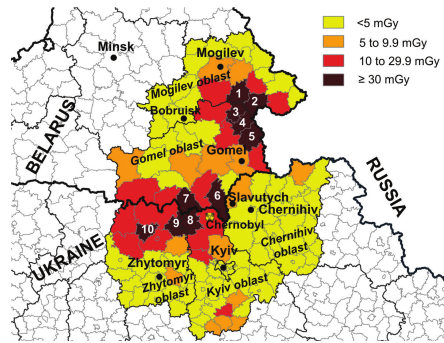 <5 mGy
5 to 9.9 mGy
10 to 29.9 mGy
≥ 30 mGy
Minsk
Mogilev
Mogilev oblast
1
2
3
4
5
Bobruisk
BELARUS
Gomel oblast
Gomel
RUSSIA
7
6
Slavutych
Chernihiv
10
9
8
Chernobyl
UKRAINE
Kyiv
Chernihiv
oblast
Zhytomyr
Zhytomyr
oblast
Kyiv oblast